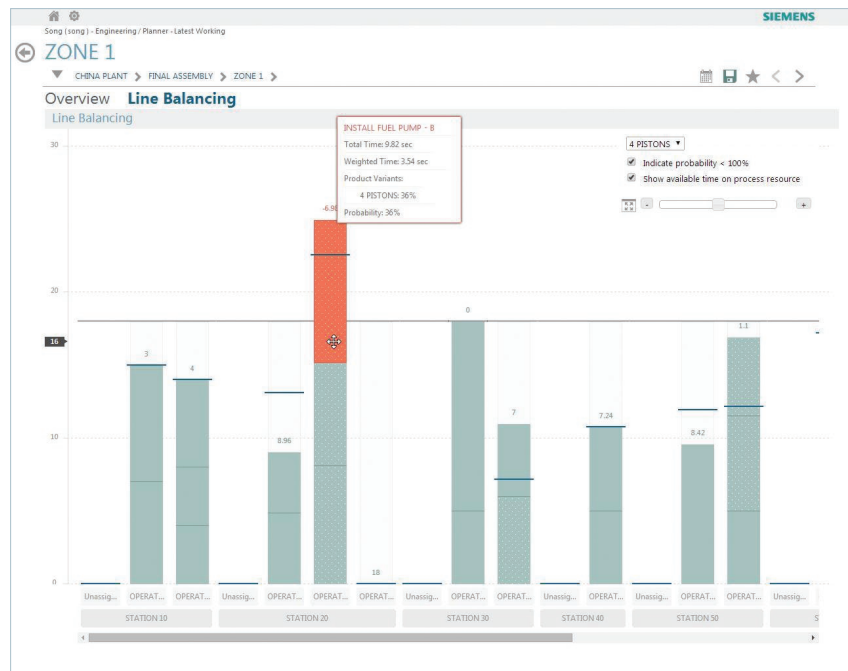 SIEMENS
Song ( song ) - Engineering / Planner - Latest Working
ZONE 1
CHINA PLANT > FINAL ASSEMBLY > ZONE 1 >
Overview Line Balancing
Line Balancing
INSTALL FUEL PUMP - B
Total Time: 9.82 sec
Weighted Time: 3.54 sec
Product Variants:
4 PISTONS: 36%
Probability: 36%
4 PISTONS
Indicate probability < 100%
Show available time on process resource
- +
30
20
16
10
0
3
4
8.96
18
0
7
7.24
8.42
1.1
Unassig... OPERAT... OPERAT... Unassig... OPERAT... OPERAT... OPERAT... Unassig... OPERAT... OPERAT... Unassig... OPERAT... Unassig... OPERAT... OPERAT... Unassig...
STATION 10 STATION 20 STATION 30 STATION 40 STATION 50